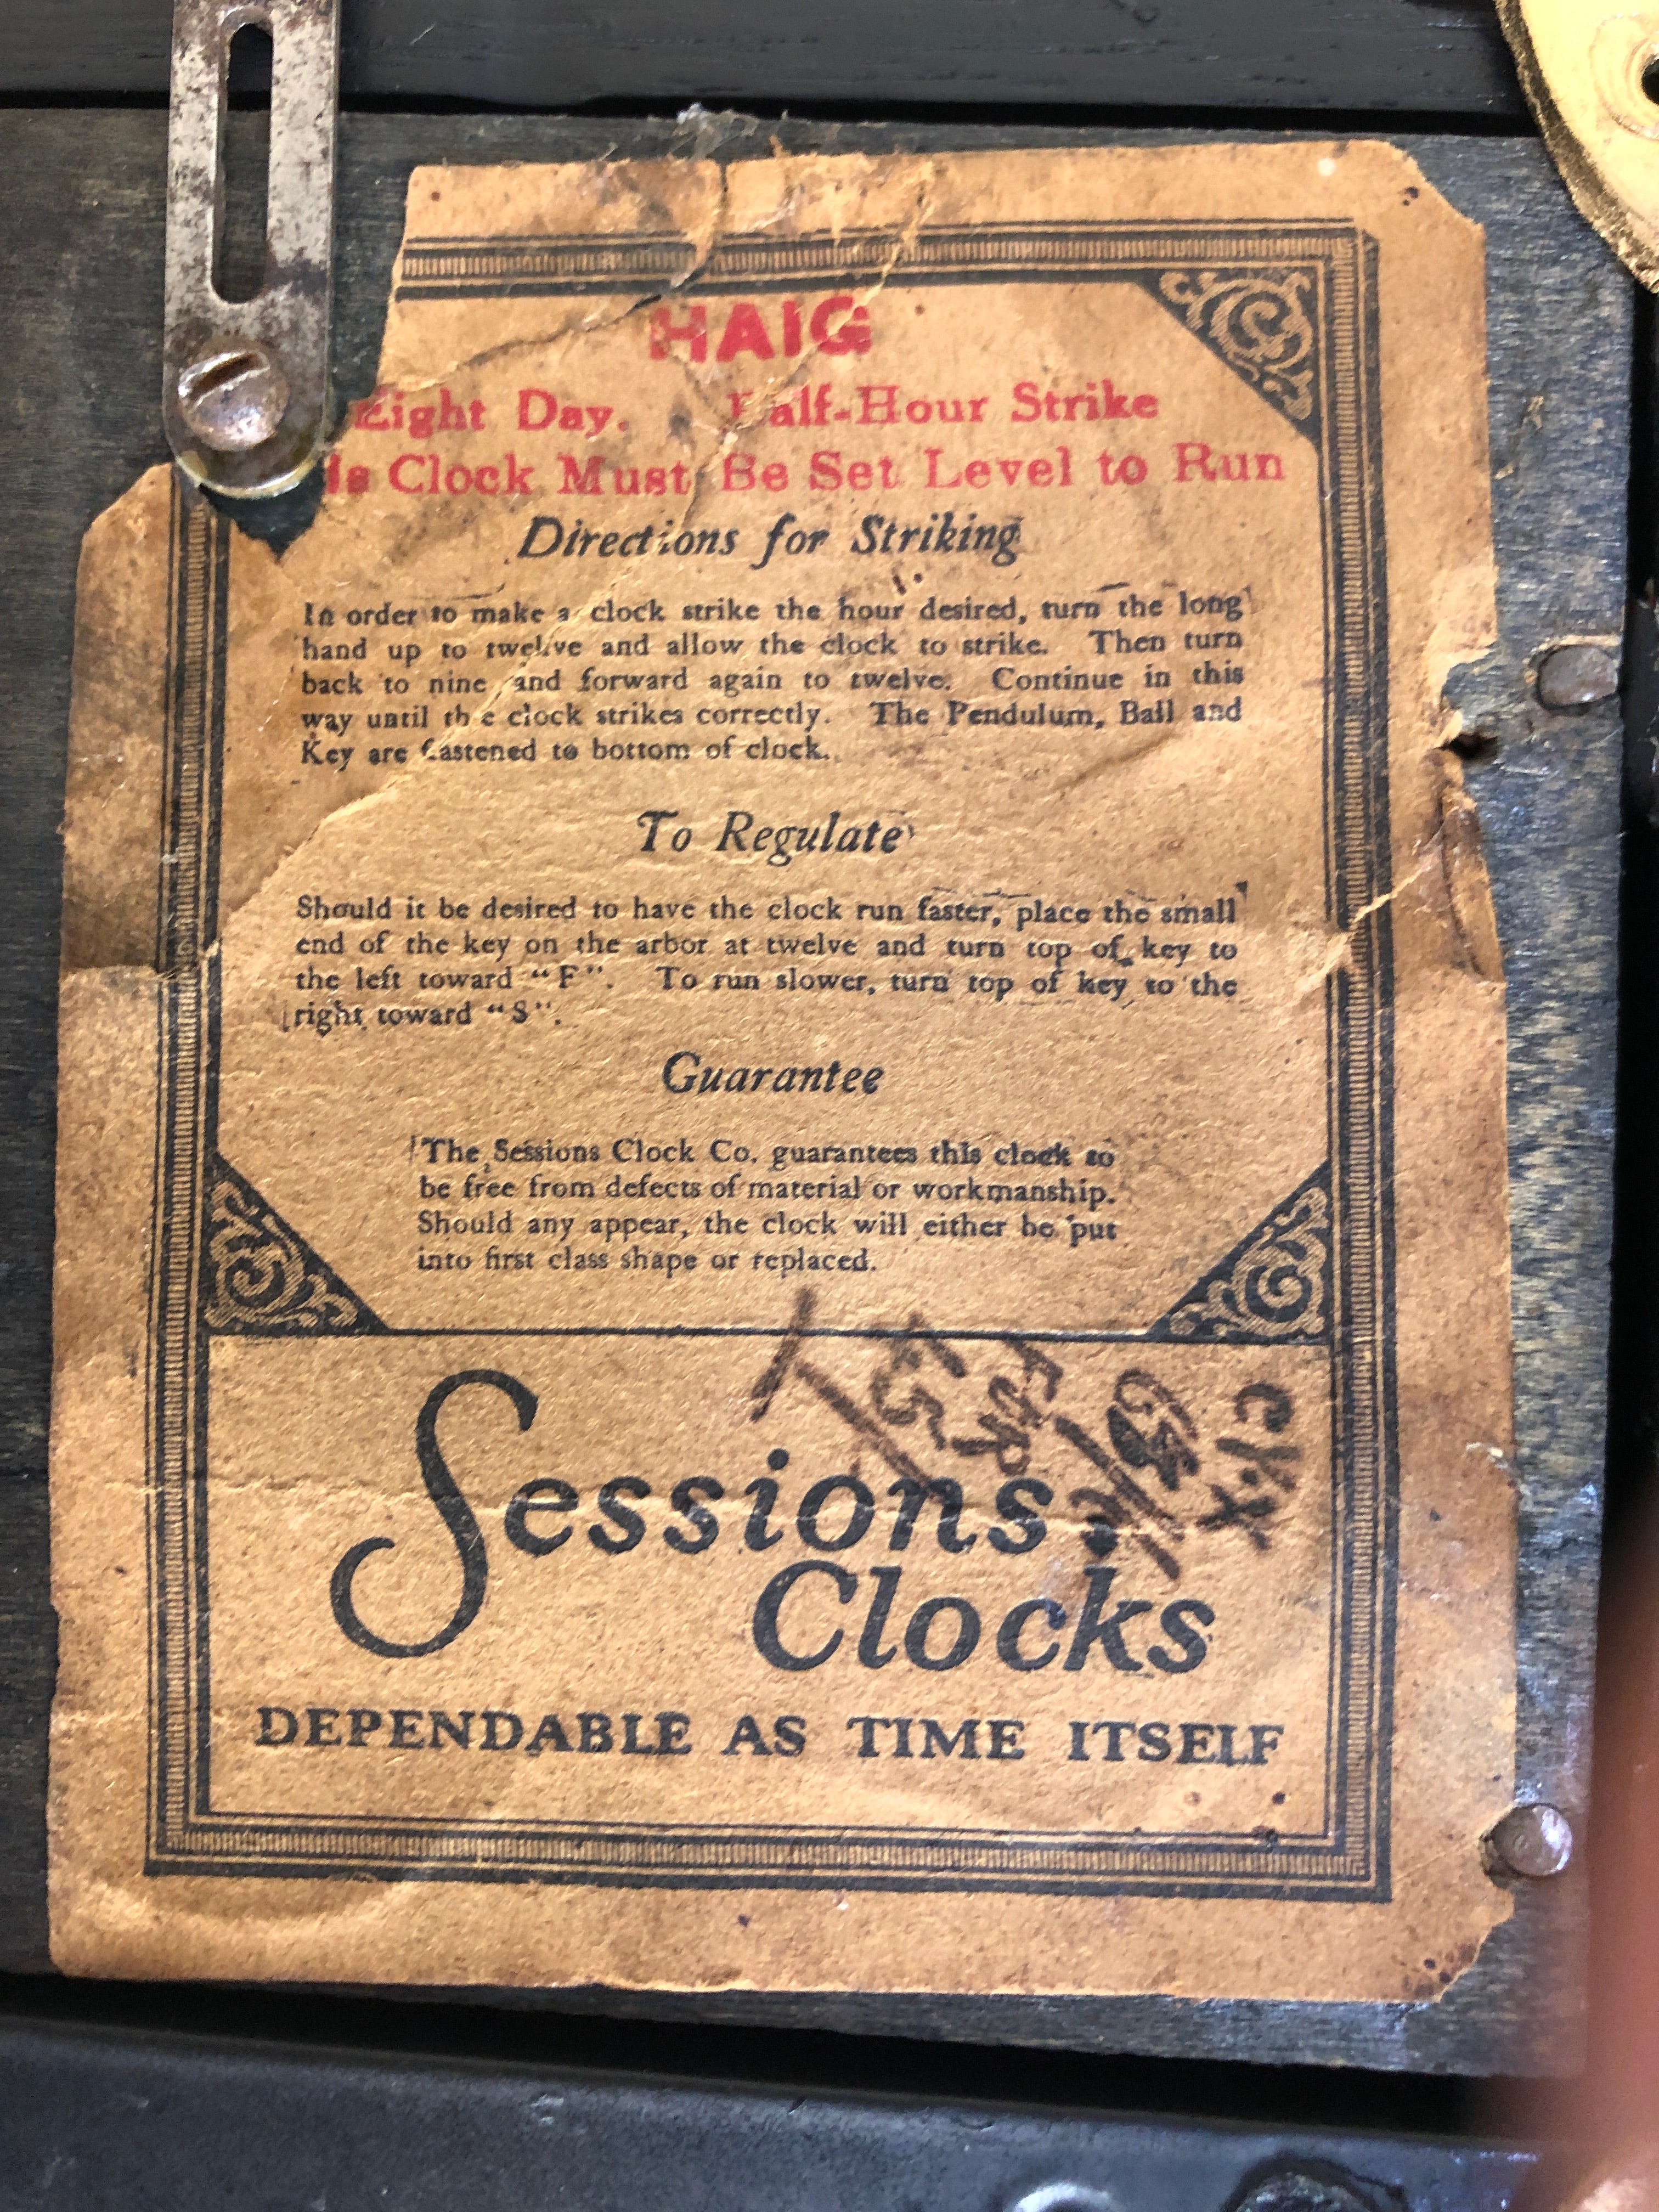 HAIG
Eight Day. Half-Hour Strike
is Clock Must Be Set Level to Run
Directions for Striking
In order to make a clock strike the hour desired, turn the long
hand up to twelve and allow the clock to strike. Then turn
back to nine and forward again to twelve. Continue in this
way until the clock strikes correctly. The Pendulum, Ball and
Key are fastened to bottom of clock.
To Regulate
Should it be desired to have the clock run faster, place the small
end of the key on the arbor at twelve and turn top of key to
the left toward "F". To run slower, turn top of key to the
right toward "S".
Guarantee
The Sessions Clock Co. guarantees this clock to
be free from defects of material or workmanship.
Should any appear, the clock will either be put
into first class shape or replaced.
Sessions
Clocks
DEPENDABLE AS TIME ITSELF